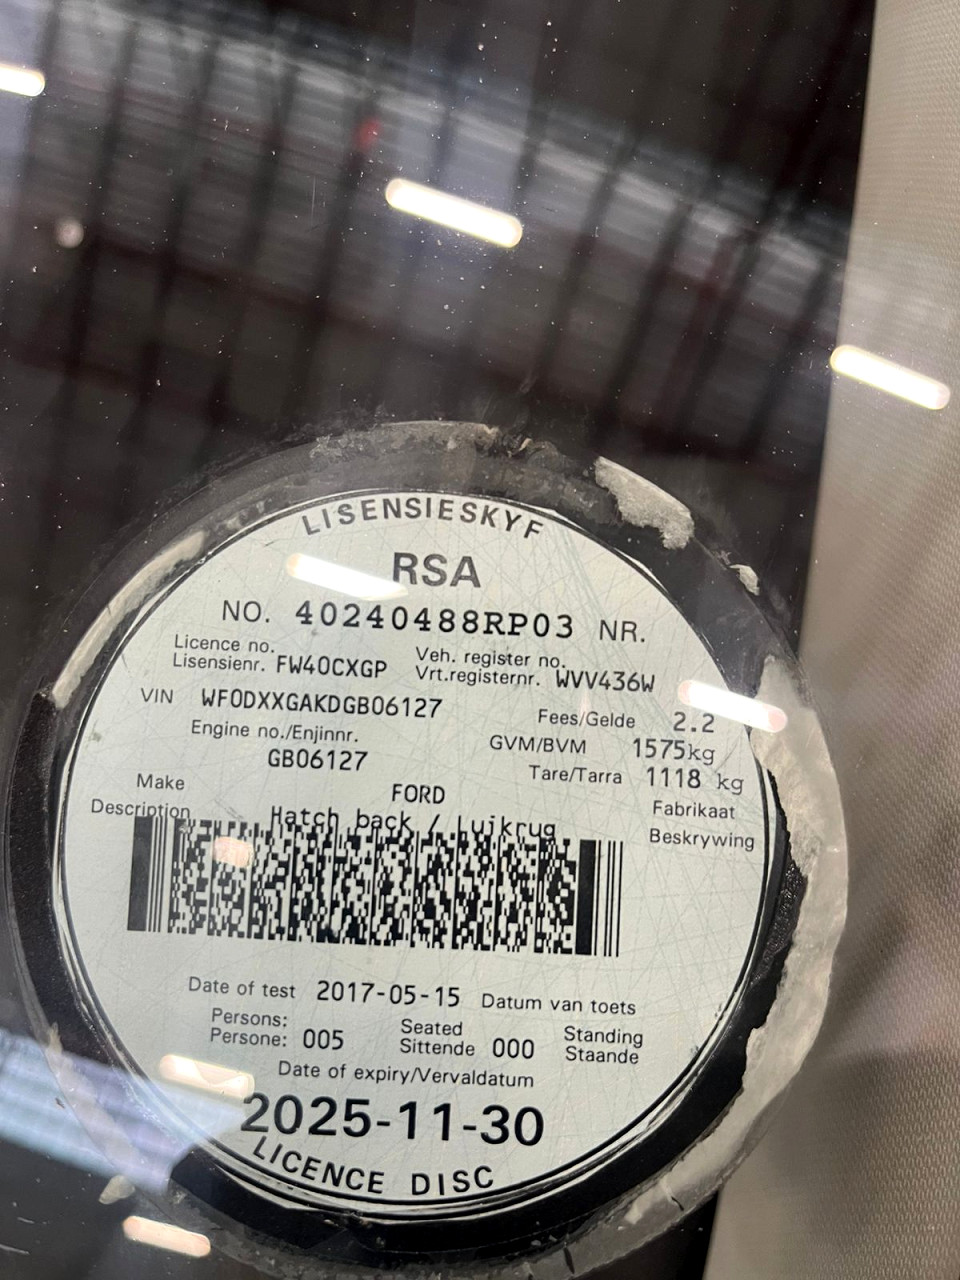 LISENSIESKYF
RSA
NO. 40240488RP03 NR.
Licence no.
Lisensienr. FW40CXGP
Veh. register no.
Vrt.registernr. WVV436W
VIN WF0DXXGAKDGB06127
Fees/Gelde 2.2
Engine no./Enjinnr.
GB06127
GVM/BVM 1575kg
Tare/Tarra 1118 kg
Make FORD Fabrikaat
Description Hatch back / Luikrug Beskrywing
Date of test 2017-05-15 Datum van toets
Persons:
Persone: 005
Seated
Sittende 000
Standing
Staande
Date of expiry/Vervaldatum
2025-11-30
LICENCE DISC